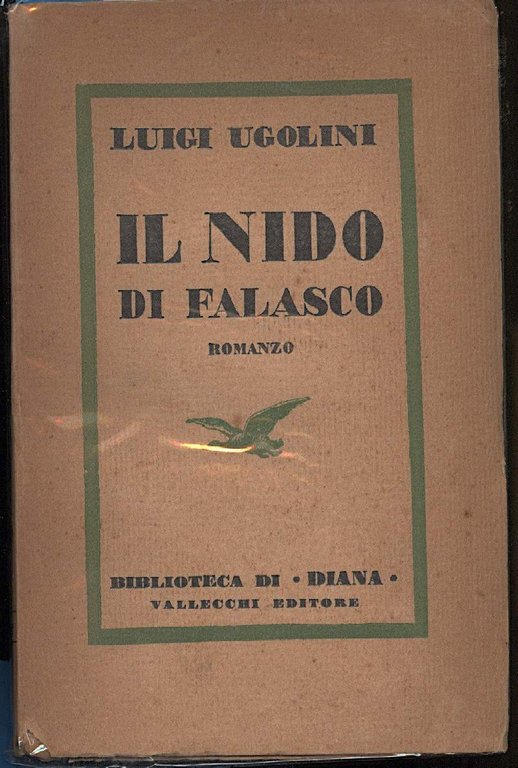 LUIGI UGOLINI
IL NIDO
DI FALASCO
ROMANZO
BIBLIOTECA DI • DIANA •
VALLECCHI EDITORE